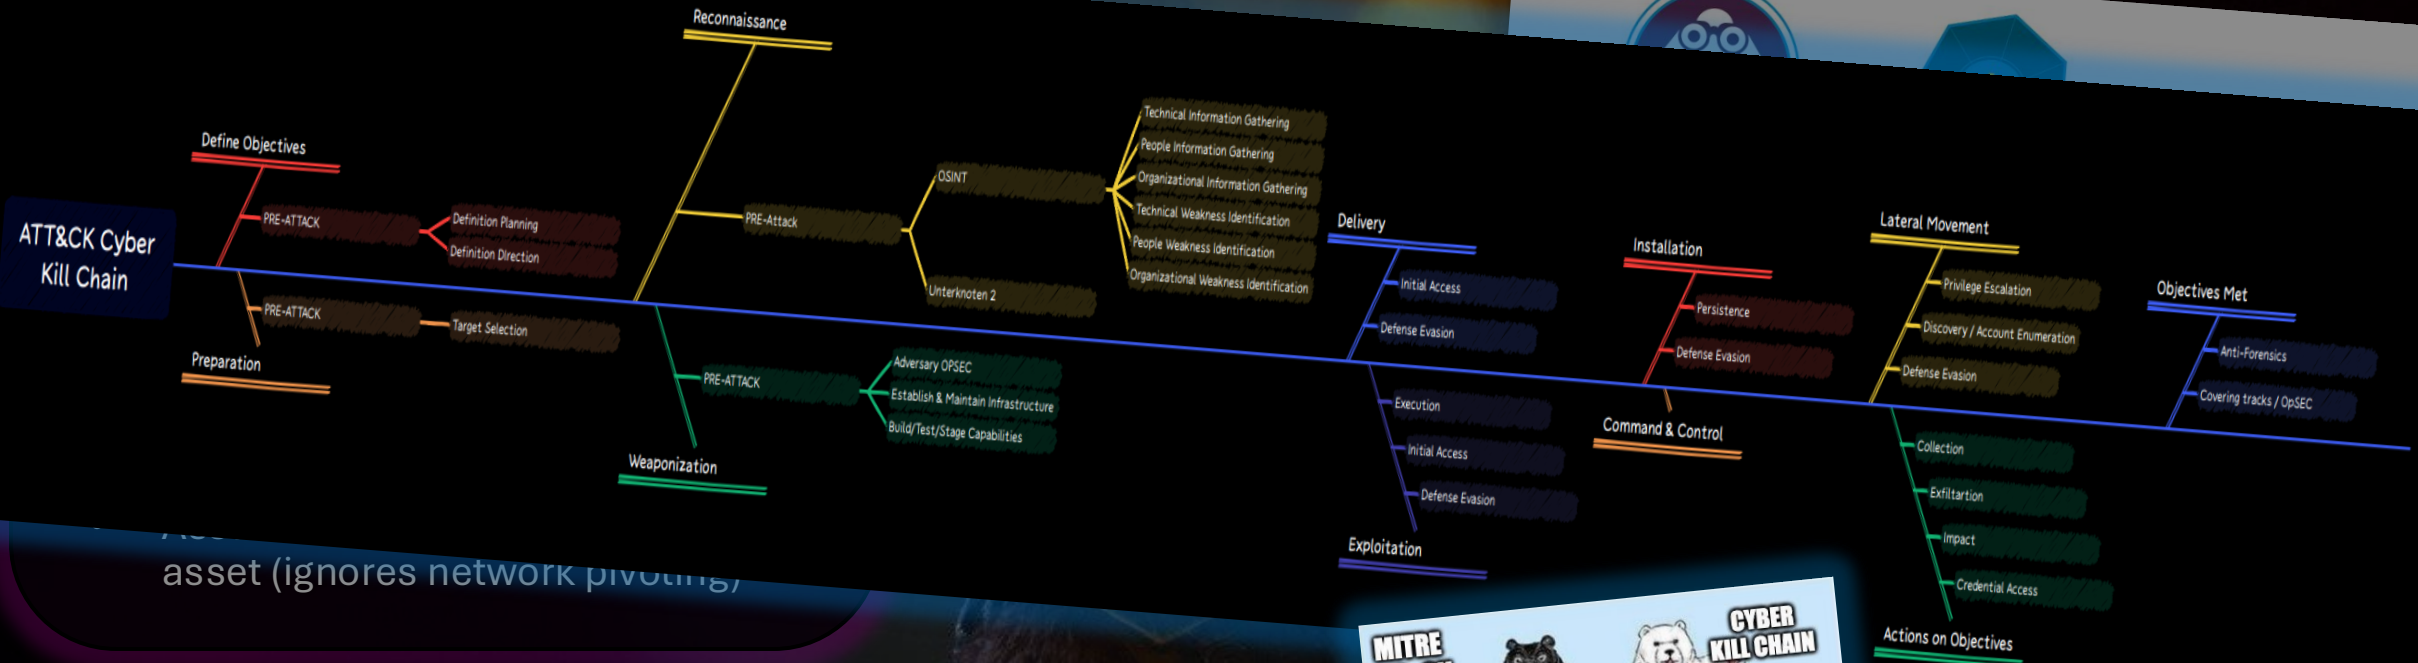 Reconnaissance
Define Objectives
PRE-ATTACK
Definition Planning
Definition DIrection
ATT&CK Cyber
Kill Chain
PRE-ATTACK
Target Selection
Preparation
PRE-Attack
OSINT
Technical Information Gathering
People Information Gathering
Organizational Information Gathering
Technical Weakness Identification
People Weakness Identification
Organizational Weakness Identification
Unterknoten 2
PRE-ATTACK
Adversary OPSEC
Establish & Maintain Infrastructure
Build/Test/Stage Capabilities
Weaponization
Delivery
Initial Access
Defense Evasion
Execution
Initial Access
Defense Evasion
Exploitation
Installation
Persistence
Defense Evasion
Command & Control
Lateral Movement
Privilege Escalation
Discovery / Account Enumeration
Defense Evasion
Collection
Exfiltartion
Impact
Credential Access
Actions on Objectives
Objectives Met
Anti-Forensics
Covering tracks / OpSEC
asset (ignores network pivoting)
MITRE
CYBER
KILL CHAIN